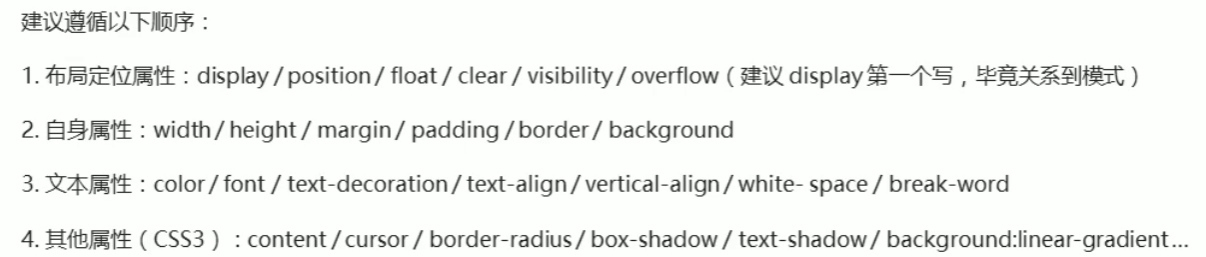 建议遵循以下顺序：
1. 布局定位属性：display / position / float / clear / visibility / overflow（建议 display 第一个写，毕竟关系到模式）
2. 自身属性：width / height / margin / padding / border / background
3. 文本属性：color / font / text-decoration / text-align / vertical-align / white- space / break-word
4. 其他属性（CSS3）：content / cursor / border-radius / box-shadow / text-shadow / background:linear-gradient…